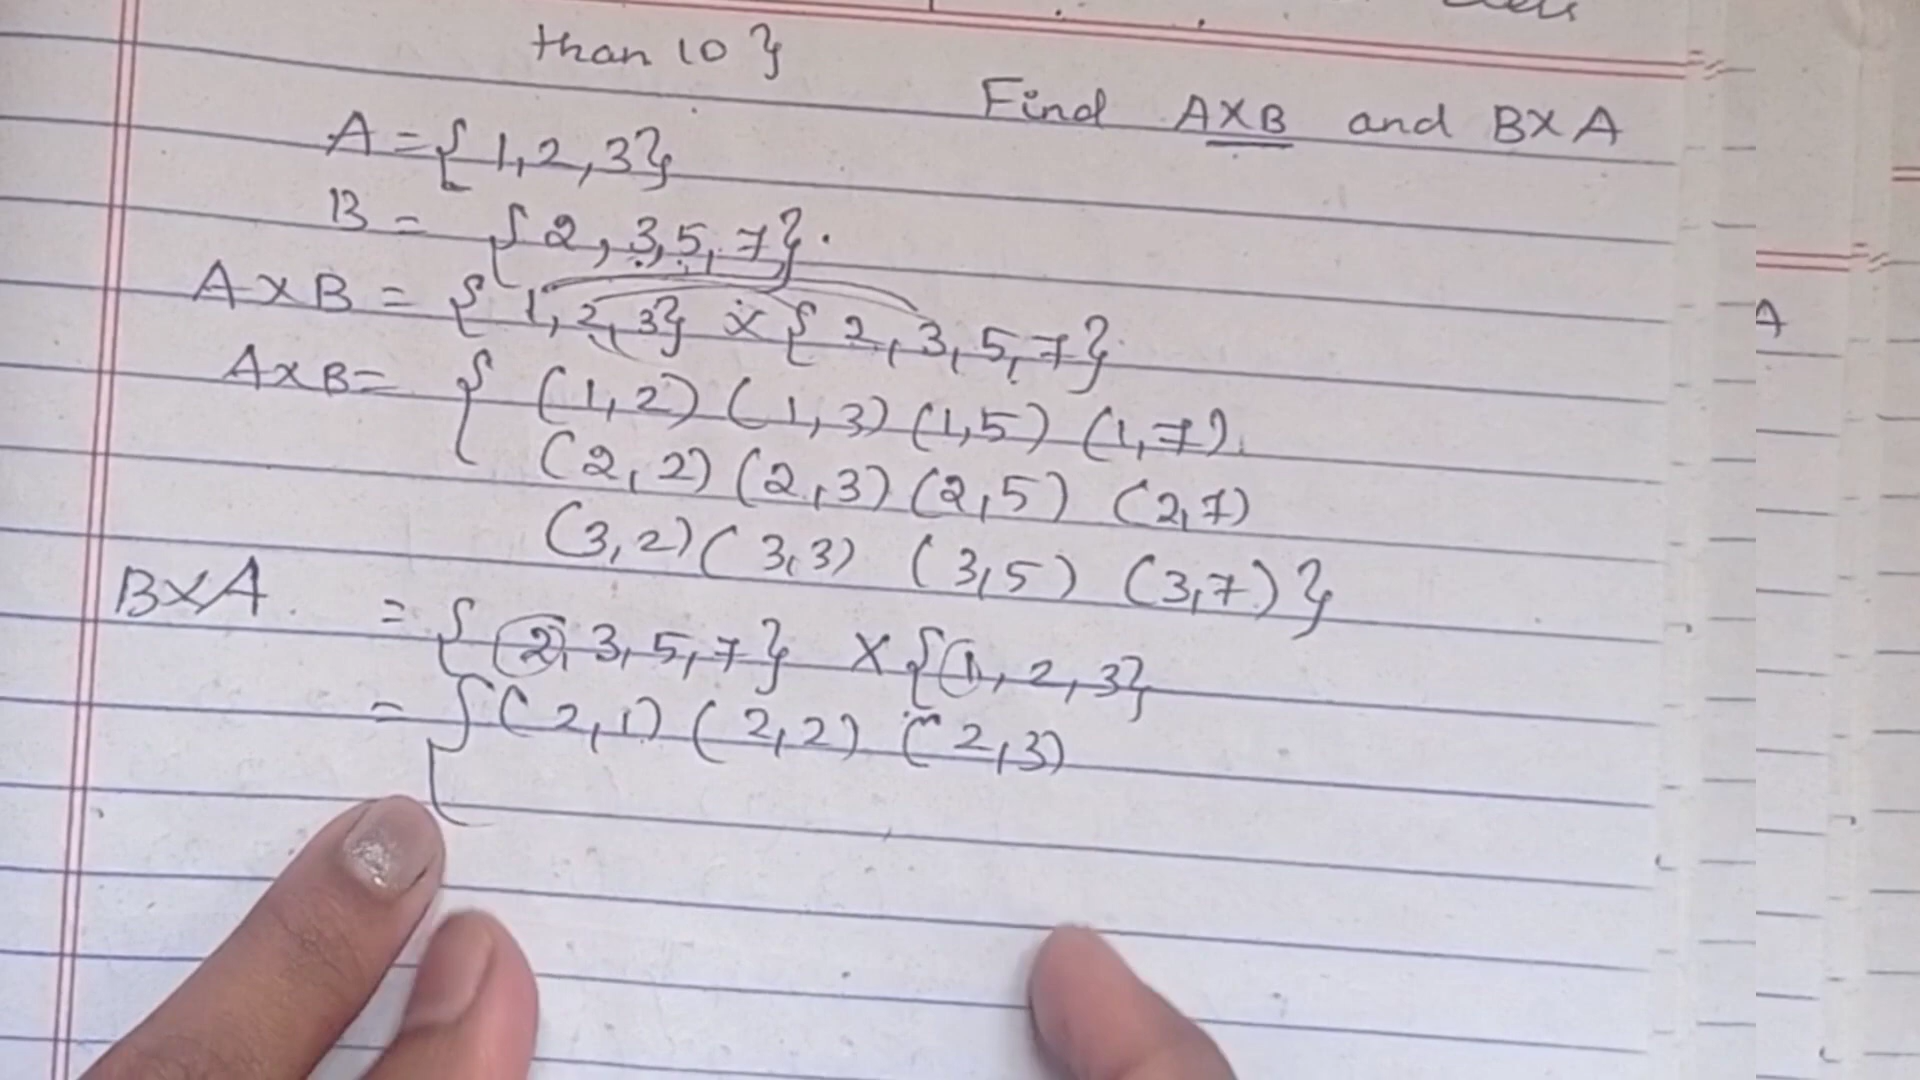 than 10 }
Find A×B and B×A
A = { 1, 2, 3 }
B = { 2, 3, 5, 7 }.
A × B = { 1, 2, 3 } × { 2, 3, 5, 7 }
A×B = { (1,2) (1,3) (1,5) (1,7)
(2,2) (2,3) (2,5) (2,7)
(3,2) (3,3) (3,5) (3,7) }
B×A = { 2, 3, 5, 7 } × { 1, 2, 3 }
= { (2,1) (2,2) (2,3)
A